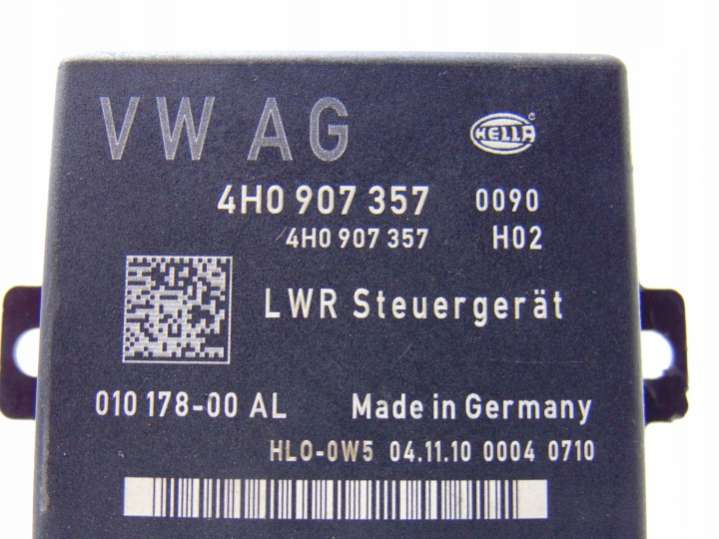 VW AG
HELLA ®
4H0 907 357 0090
4H0 907 357 H02
LWR Steuergerät
010 178-00 AL Made in Germany
HLO-0W5 04.11.10 0004 0710